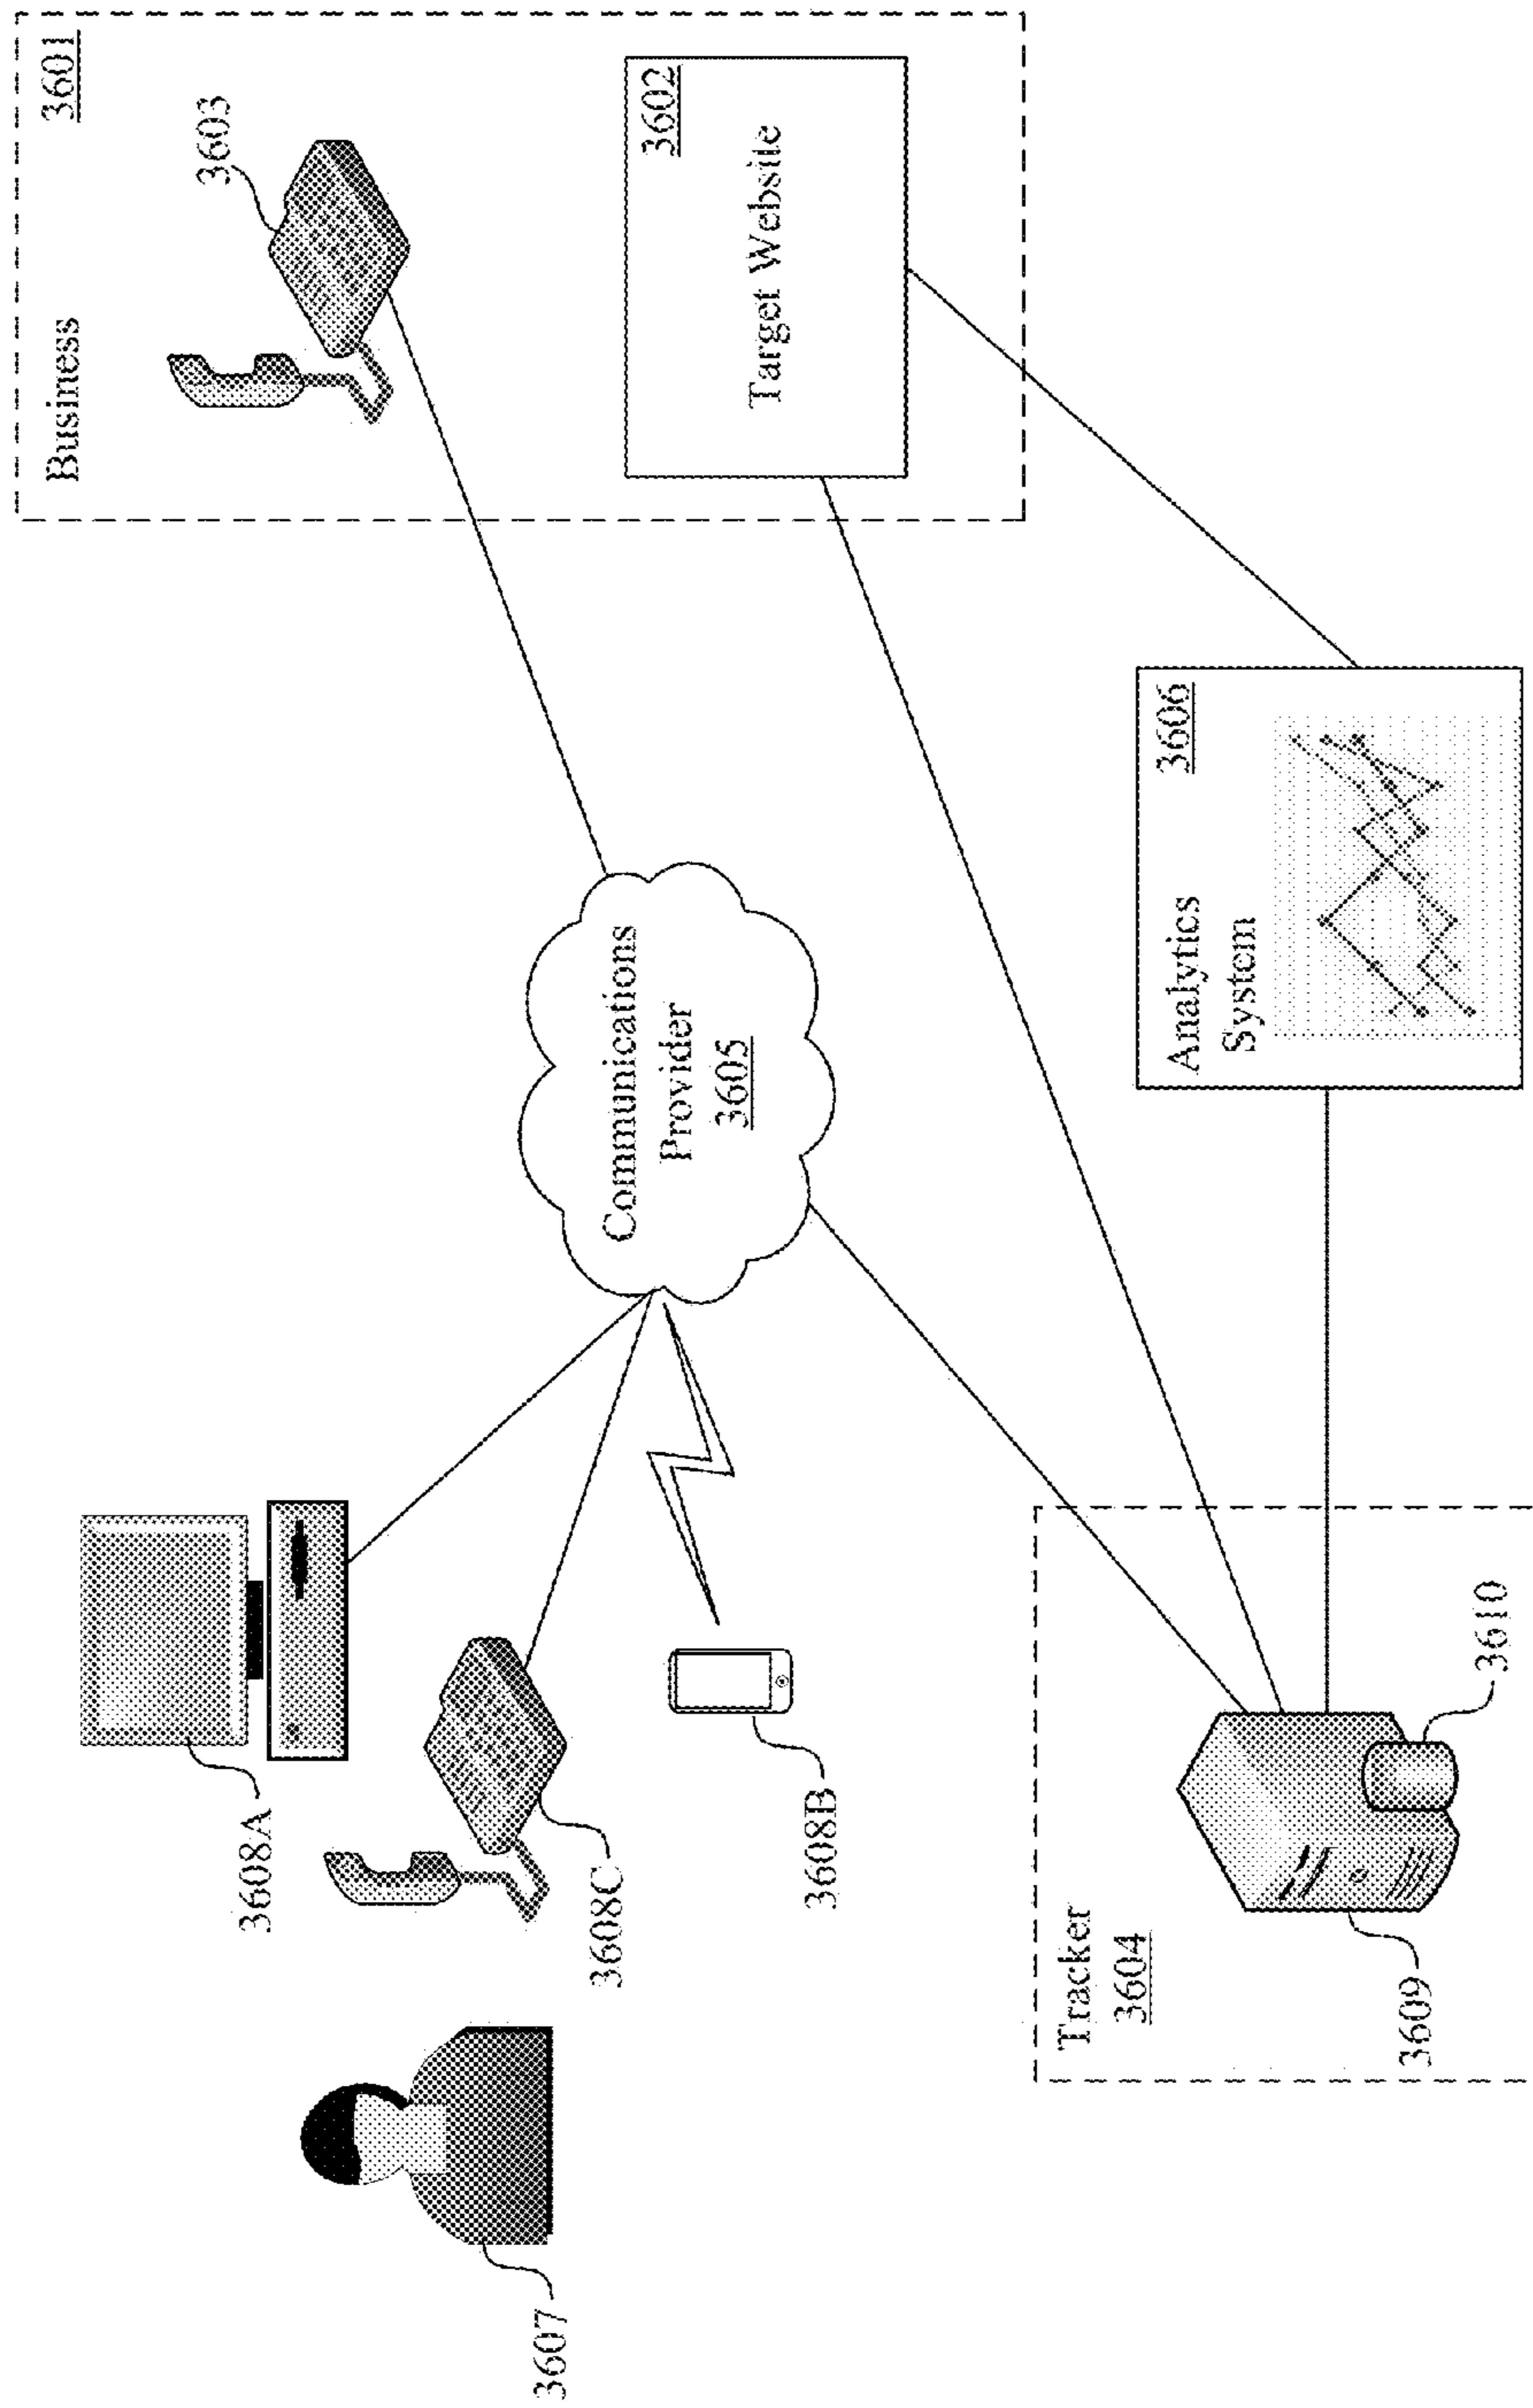 3607
3608A
3608C
3608B
Tracker
3604
3609
3610
Communications
Provider
3605
Analytics
System
3606
Business
3601
3603
3602
Target Website